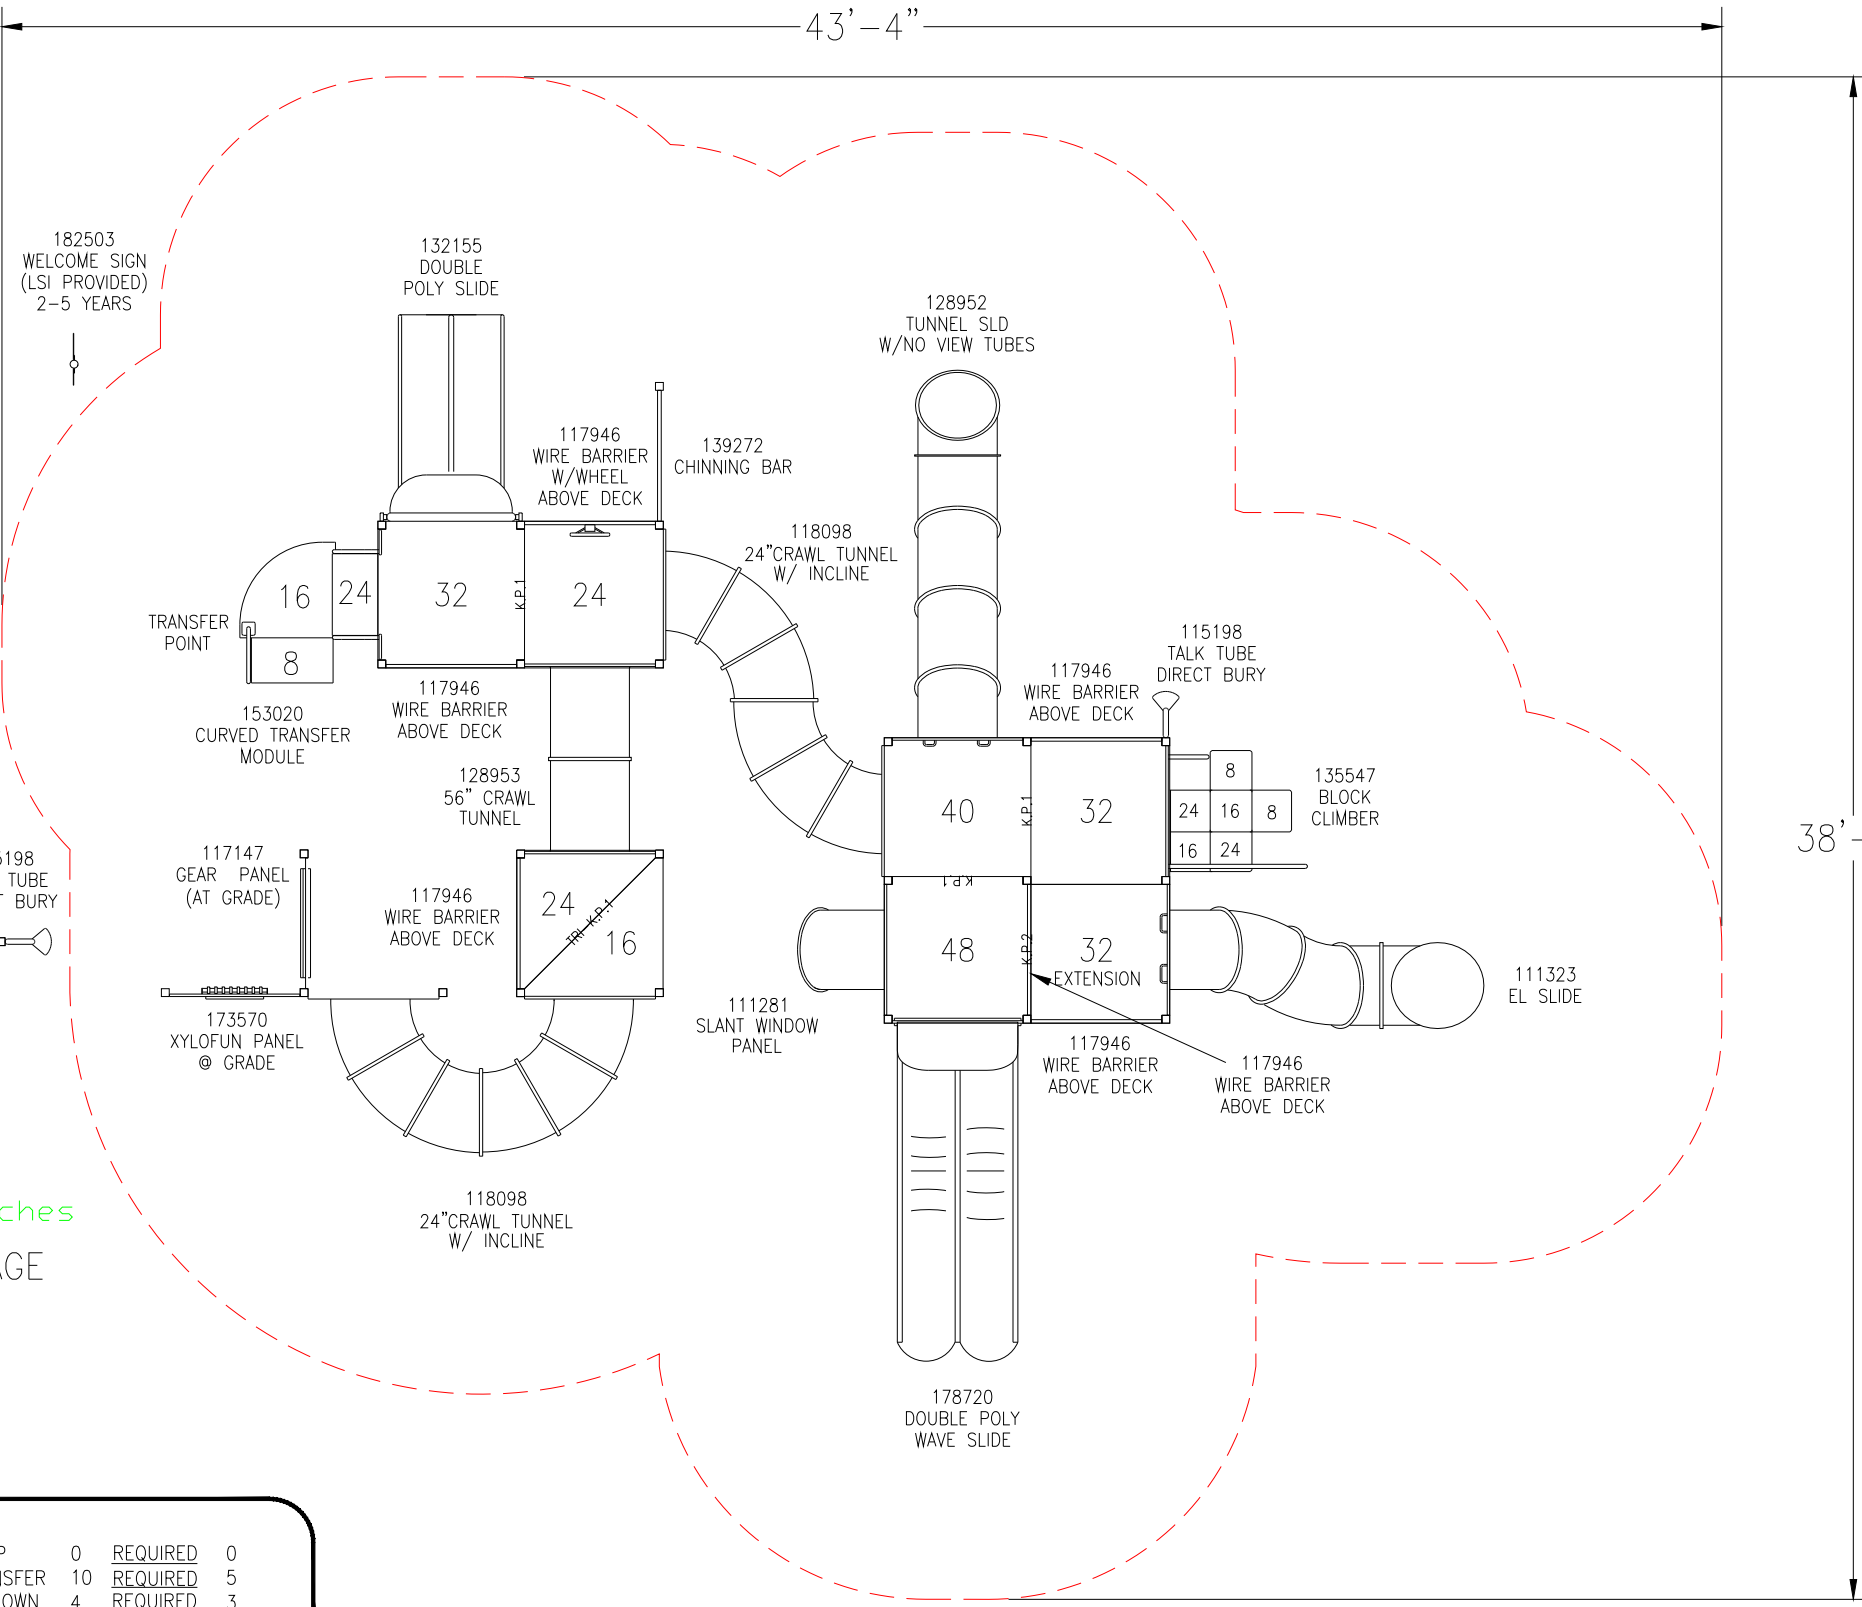 43'-4"
182503
WELCOME SIGN
(LSI PROVIDED)
2-5 YEARS
132155
DOUBLE
POLY SLIDE
128952
TUNNEL SLD
W/NO VIEW TUBES
117946
WIRE BARRIER
W/WHEEL
ABOVE DECK
139272
CHINNING BAR
118098
24"CRAWL TUNNEL
W/ INCLINE
16
24
32
K.P.1
24
TRANSFER
POINT
8
115198
TALK TUBE
DIRECT BURY
117946
WIRE BARRIER
ABOVE DECK
117946
WIRE BARRIER
ABOVE DECK
153020
CURVED TRANSFER
MODULE
128953
56" CRAWL
TUNNEL
40
K.P.1
32
8
24
16
8
16
24
135547
BLOCK
CLIMBER
38'-
5198
TUBE
BURY
117147
GEAR PANEL
(AT GRADE)
117946
WIRE BARRIER
ABOVE DECK
24
TRI K.P.1
16
K.P.1
48
K.P.2
32
EXTENSION
111323
EL SLIDE
173570
XYLOFUN PANEL
@ GRADE
111281
SLANT WINDOW
PANEL
117946
WIRE BARRIER
ABOVE DECK
117946
WIRE BARRIER
ABOVE DECK
118098
24"CRAWL TUNNEL
W/ INCLINE
ches
AGE
178720
DOUBLE POLY
WAVE SLIDE
P 0 REQUIRED 0
NSFER 10 REQUIRED 5
OWN 4 REQUIRED 3